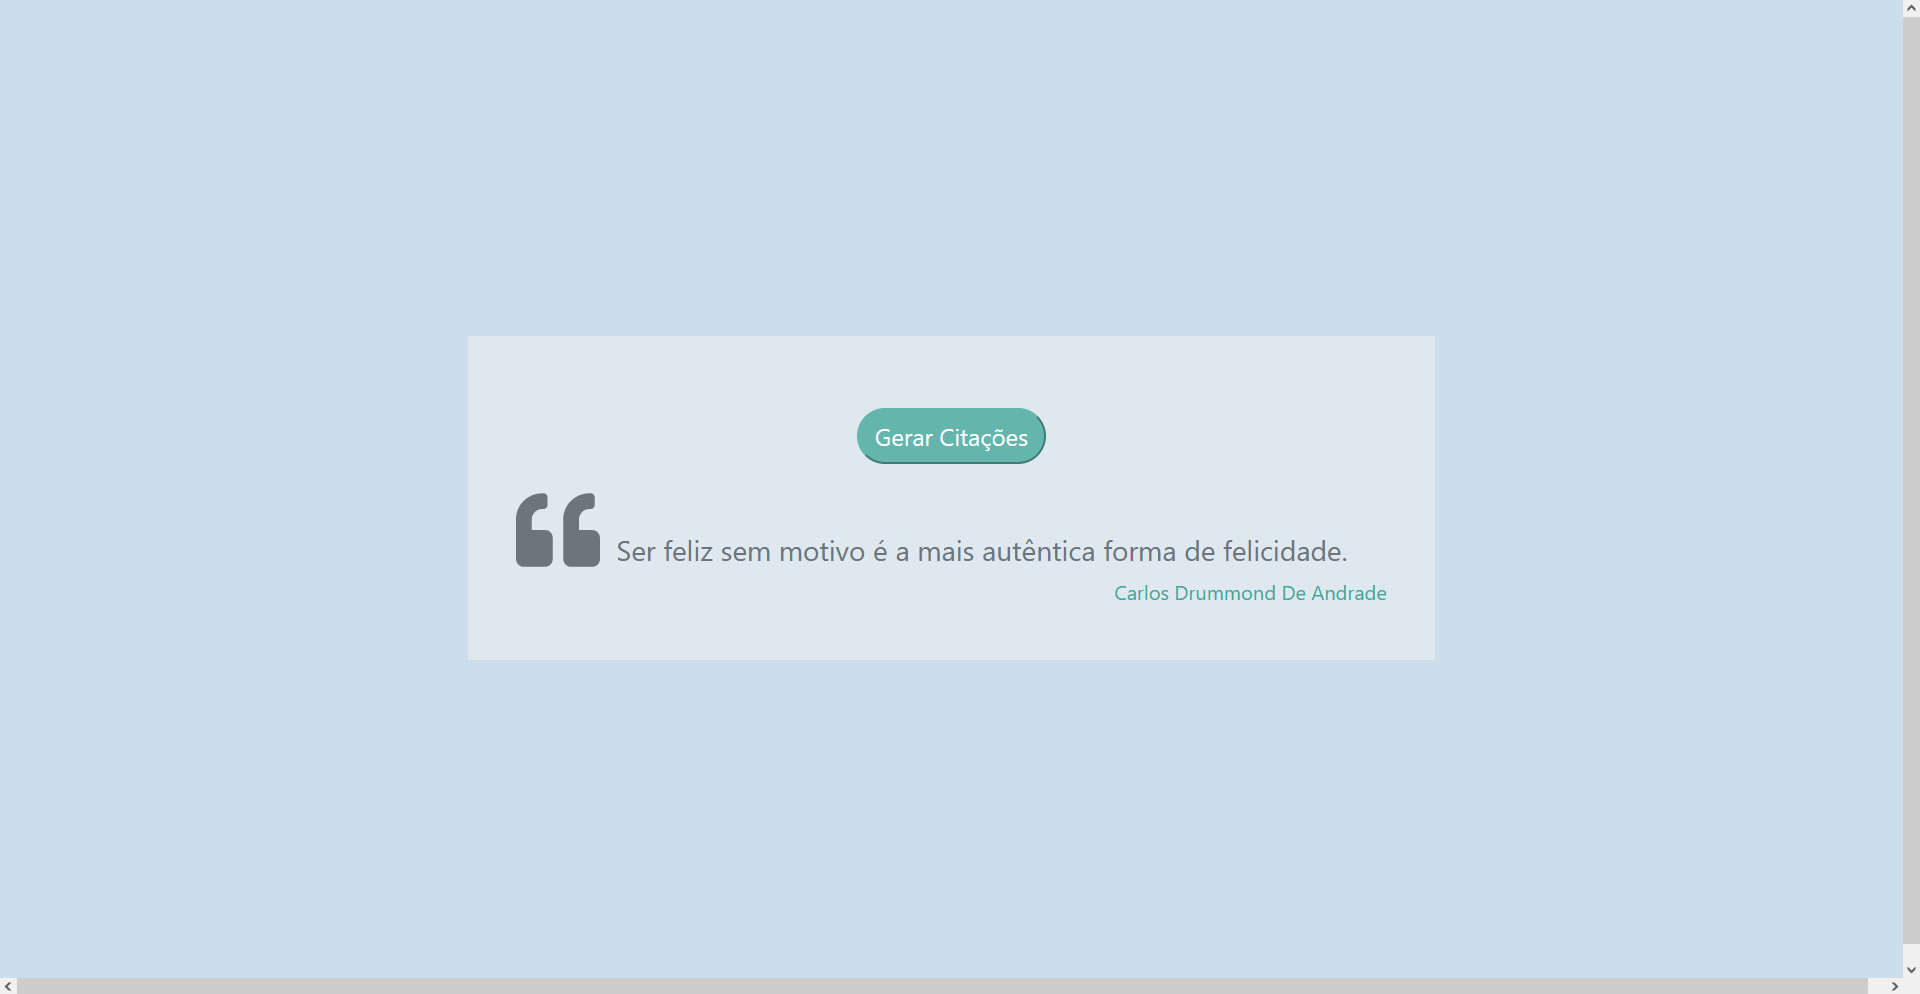 Gerar Citações
Ser feliz sem motivo é a mais autêntica forma de felicidade.
Carlos Drummond De Andrade